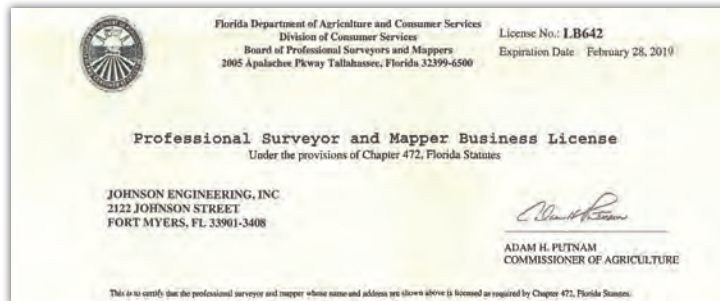 Florida Department of Agriculture and Consumer Services
Division of Consumer Services
Board of Professional Surveyors and Mappers
2005 Apalachee Pkway Tallahassee, Florida 32399-6500
License No.: LB642
Expiration Date February 28, 2019
Professional Surveyor and Mapper Business License
Under the provisions of Chapter 472, Florida Statutes
JOHNSON ENGINEERING, INC
2122 JOHNSON STREET
FORT MYERS, FL 33901-3408
ADAM H. PUTNAM
COMMISSIONER OF AGRICULTURE
This is to certify that the professional surveyor and mapper whose name and address are shown above is licensed as required by Chapter 472, Florida Statutes.